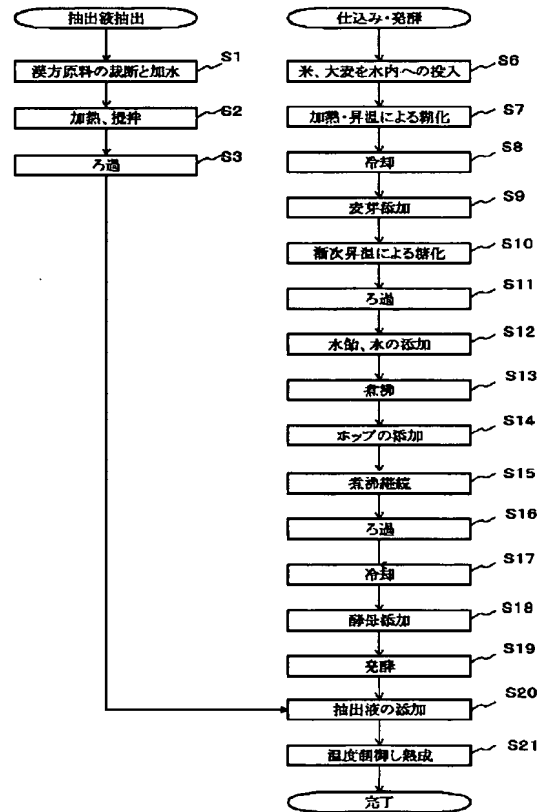 抽出液抽出
漢方原料の裁断と加水
S1
加熱、攪拌
S2
ろ過
S3
仕込み・発酵
米、大麦を水内への投入
S6
加熱・昇温による糊化
S7
冷却
S8
麦芽添加
S9
漸次昇温による糖化
S10
ろ過
S11
水飴、水の添加
S12
煮沸
S13
ホップの添加
S14
煮沸継続
S15
ろ過
S16
冷却
S17
酵母添加
S18
発酵
S19
抽出液の添加
S20
温度制御し熟成
S21
完了